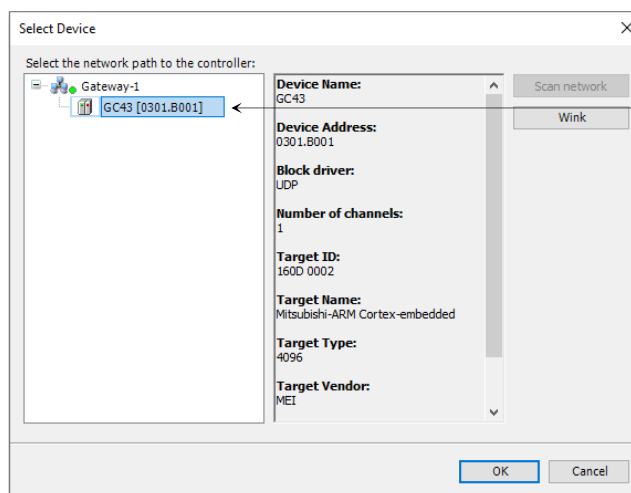 Select Device
Select the network path to the controller:
Gateway-1
GC43 [0301.B001]
Device Name:
GC43
Device Address:
0301.B001
Block driver:
UDP
Number of channels:
1
Target ID:
160D 0002
Target Name:
Mitsubishi-ARM Cortex-embedded
Target Type:
4096
Target Vendor:
MEI
Scan network
Wink
OK
Cancel